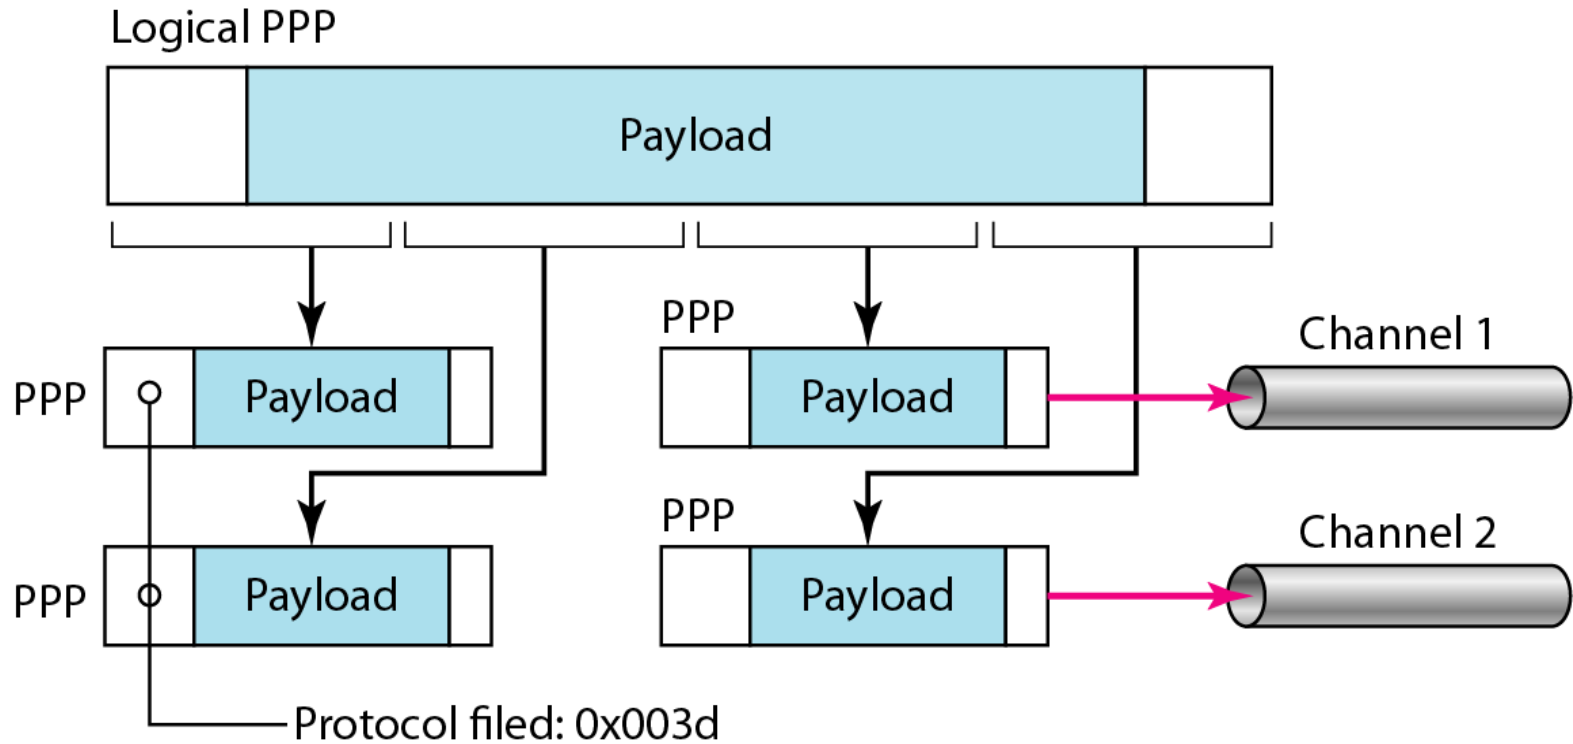 Logical PPP
Payload
PPP
Channel 1
PPP
Payload
Payload
PPP
Channel 2
PPP
Payload
Payload
Protocol filed: 0x003d